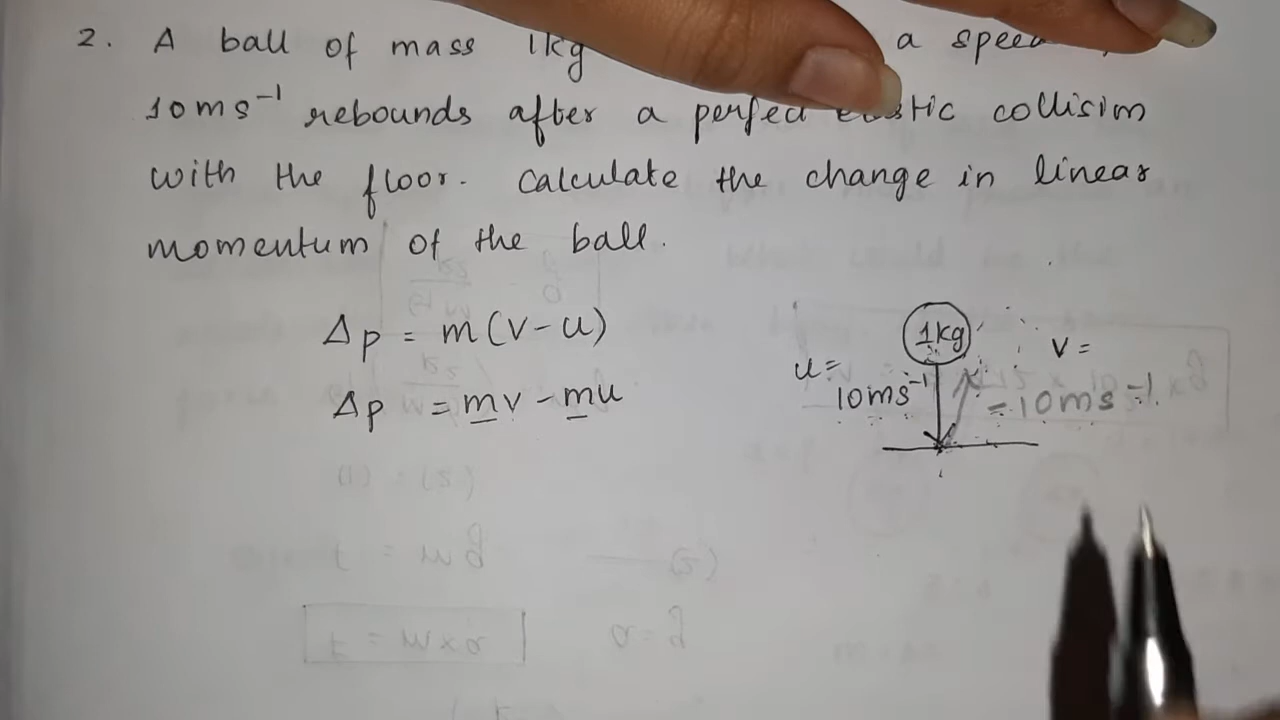 2. A ball of mass 1kg a speed
10ms⁻¹ rebounds after a perfect elastic collision
with the floor. Calculate the change in linear
momentum of the ball.
Δp = m(v-u)
Δp = mv - mu
1kg
u=
10ms⁻¹
v=
=10ms⁻¹